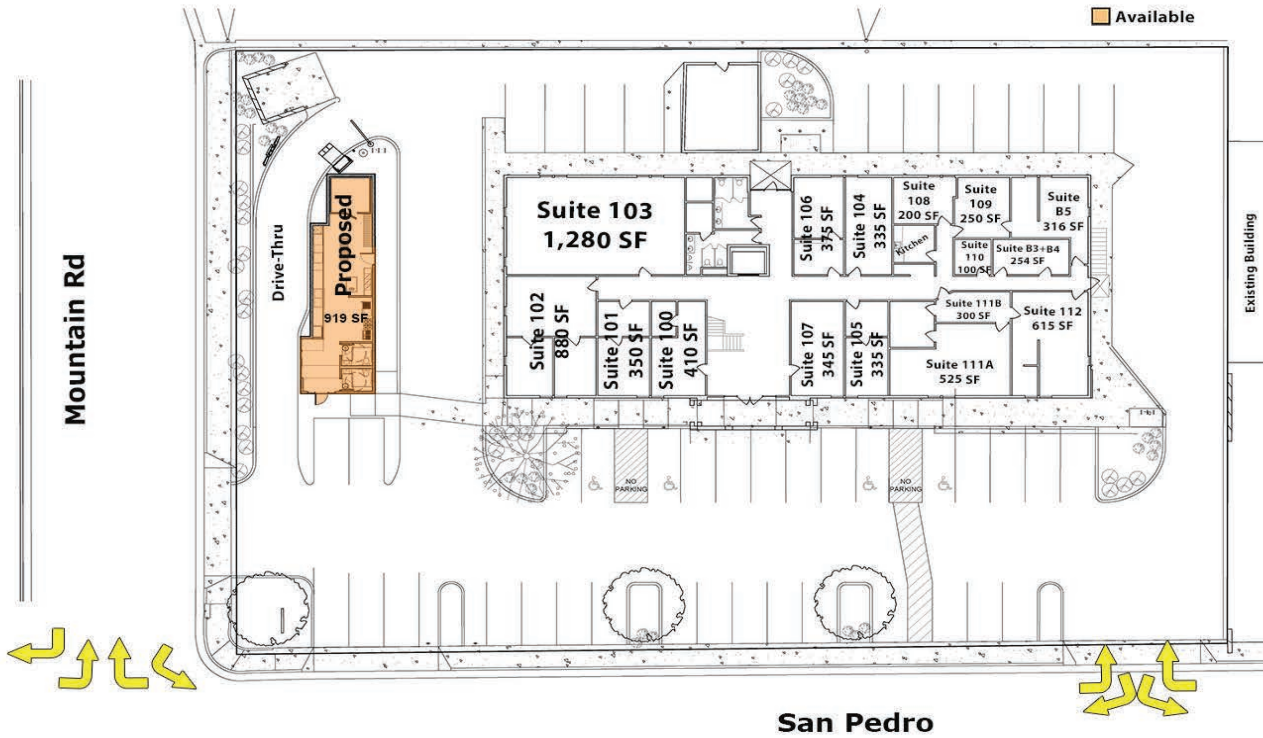 Available
Mountain Rd
Drive-Thru
Proposed
919 SF
Suite 103
1,280 SF
Suite 102
880 SF
Suite 101
350 SF
Suite 100
410 SF
Suite 106
375 SF
Suite 104
335 SF
Suite
108
200 SF
Kitchen
Suite
109
250 SF
Suite
110
100 SF
Suite B3+B4
254 SF
Suite
B5
316 SF
Suite 107
345 SF
Suite 105
335 SF
Suite 111B
300 SF
Suite 111A
525 SF
Suite 112
615 SF
Existing Building
NO
PARKING
NO
PARKING
San Pedro